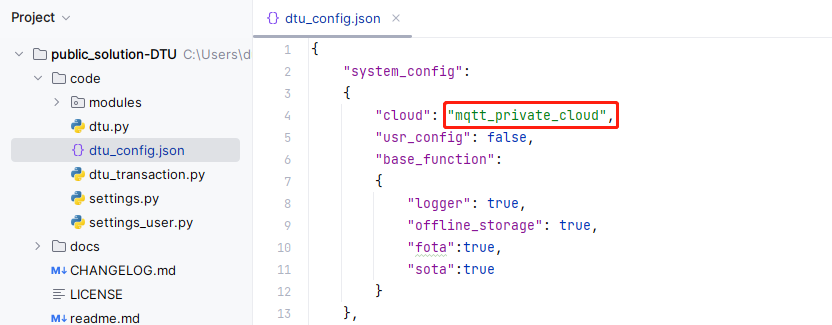 Project
public_solution-DTU C:\Users\d
code
modules
dtu.py
dtu_config.json
dtu_transaction.py
settings.py
settings_user.py
docs
CHANGELOG.md
LICENSE
readme.md
dtu_config.json
1 {
2 "system_config":
3 {
4 "cloud": "mqtt_private_cloud",
5 "usr_config": false,
6 "base_function":
7 {
8 "logger": true,
9 "offline_storage": true,
10 "fota":true,
11 "sota":true
12 }
13 },